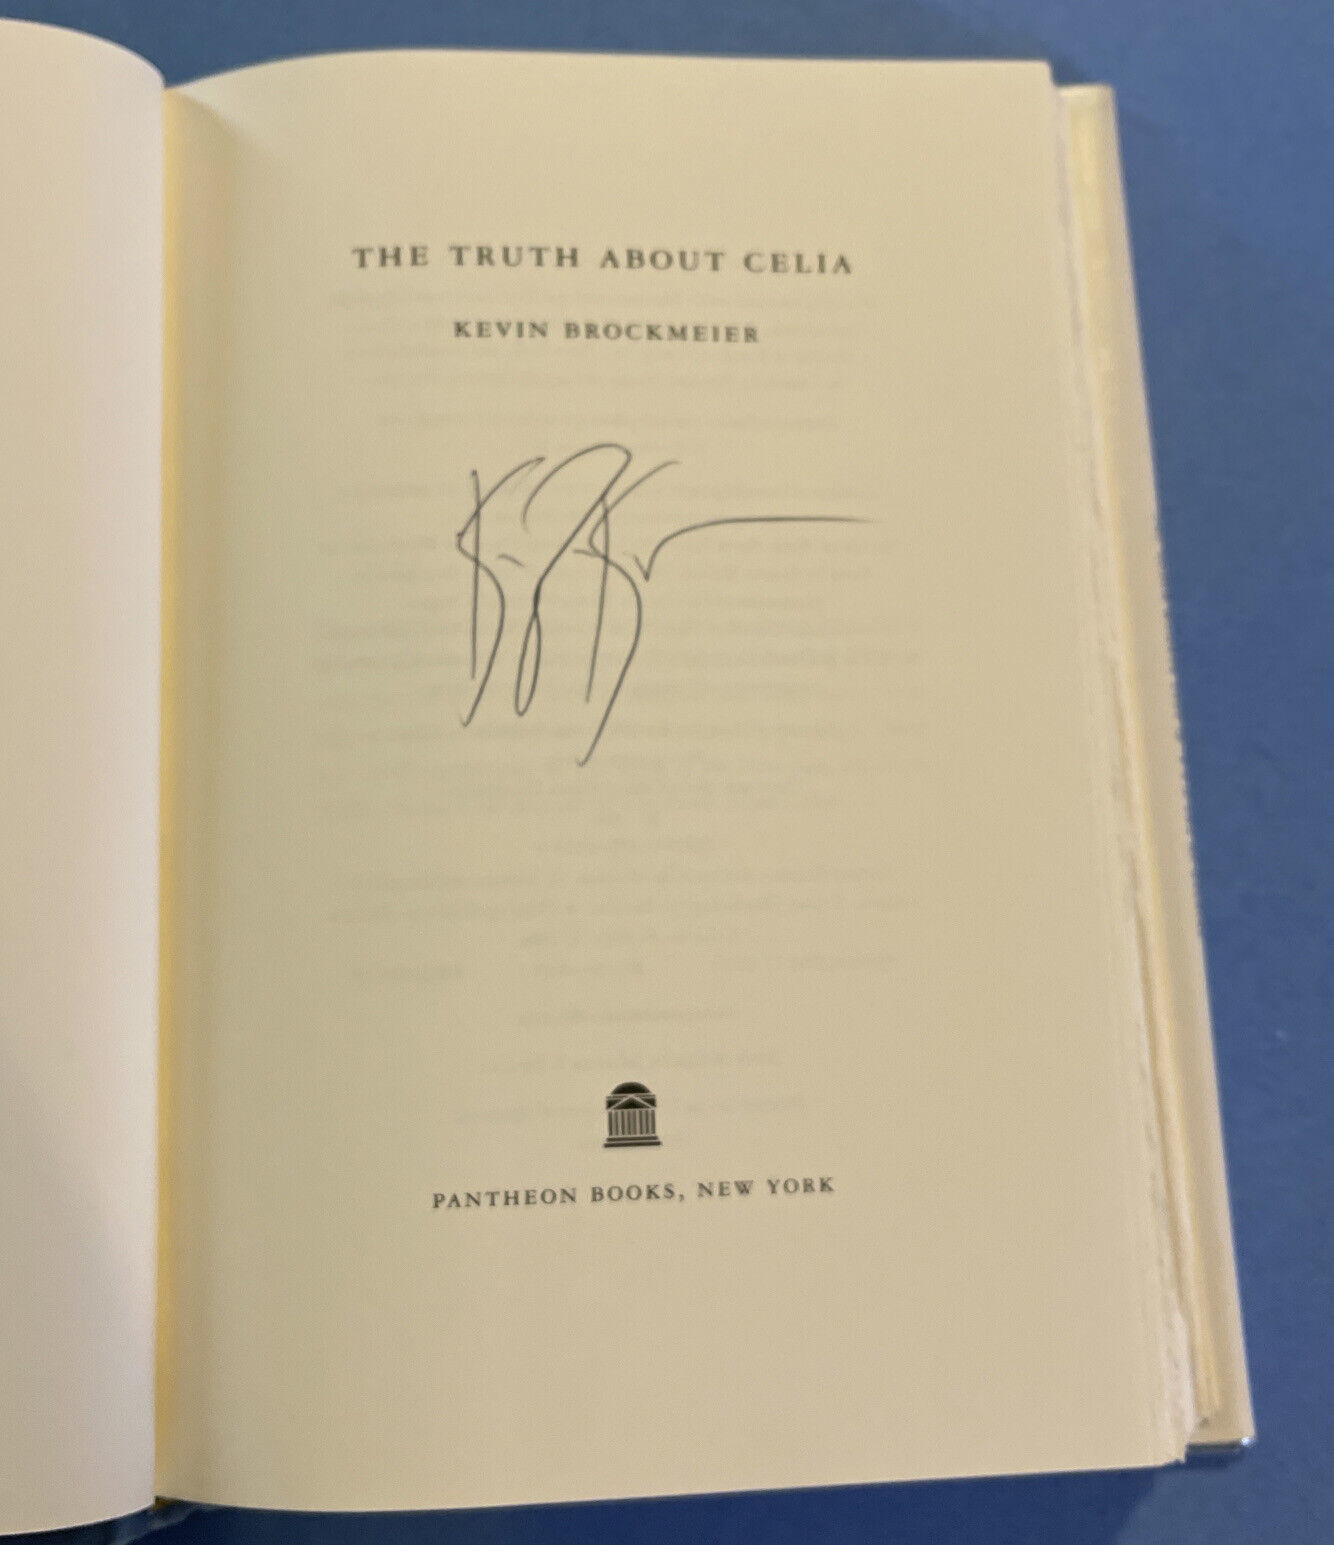 THE TRUTH ABOUT CELIA
KEVIN BROCKMEIER
PANTHEON BOOKS, NEW YORK